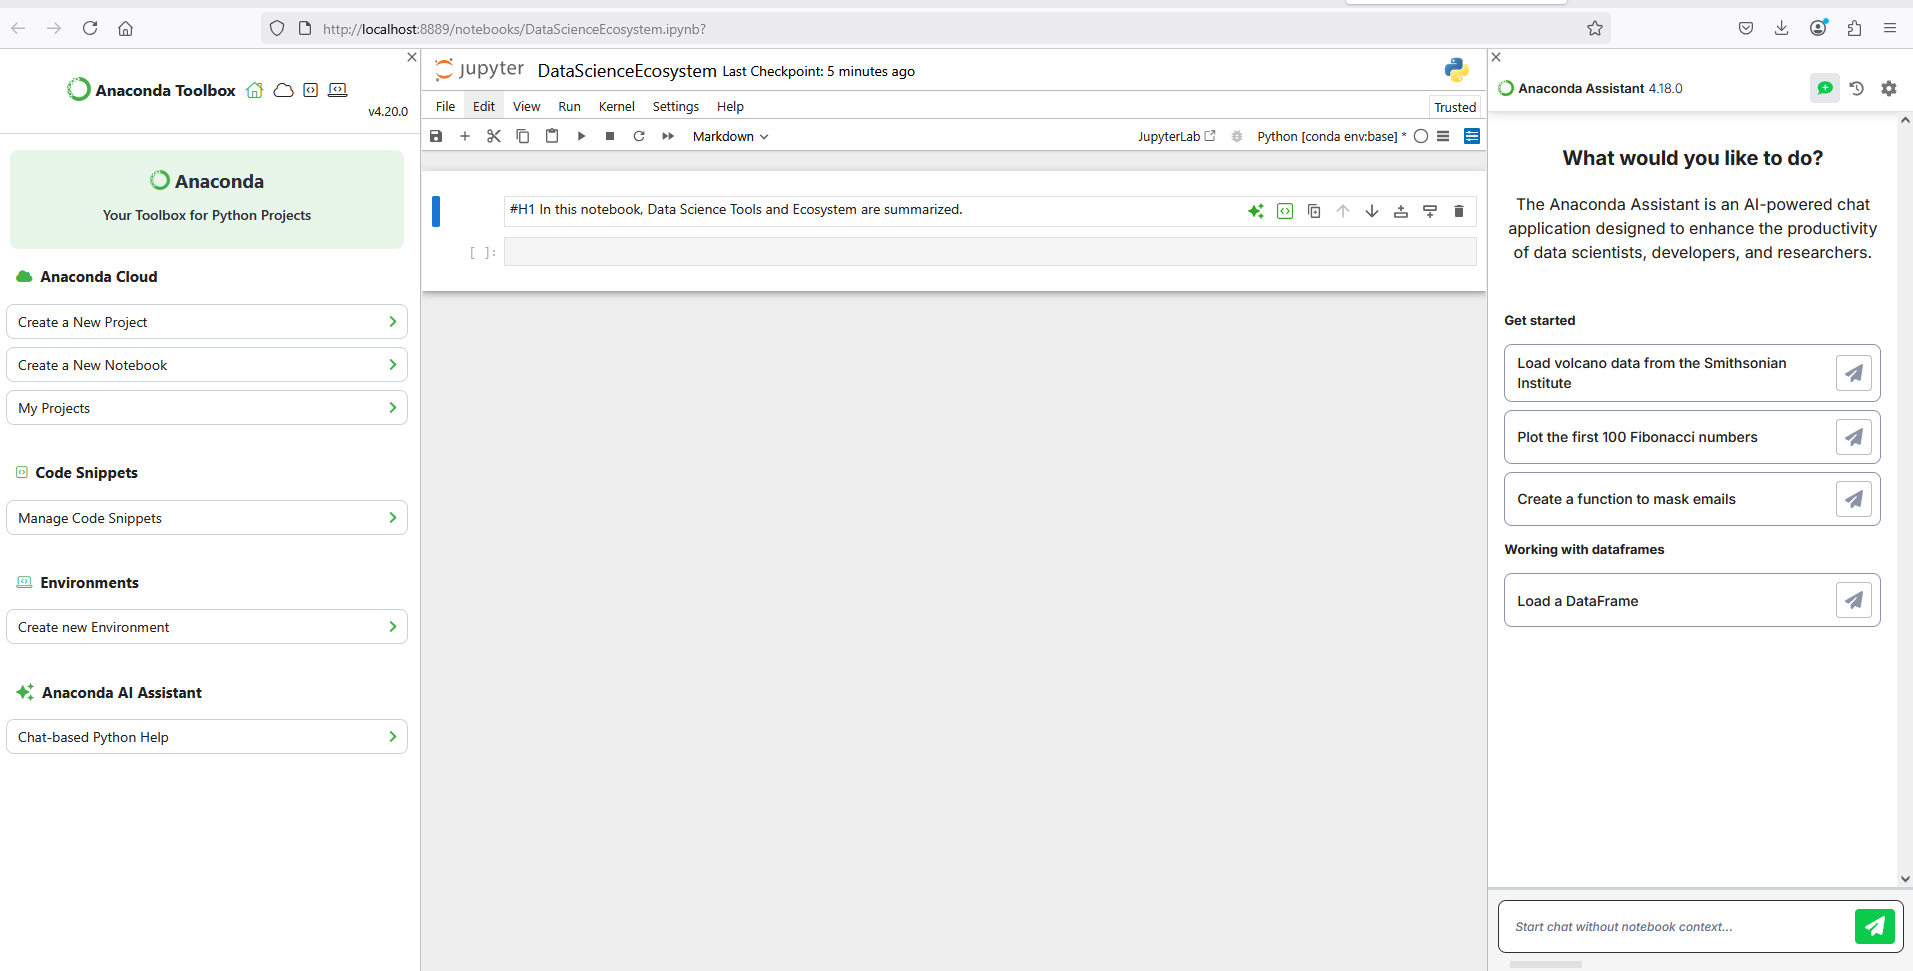 http://localhost:8889/notebooks/DataScienceEcosystem.ipynb?
Anaconda Toolbox
v4.20.0
Anaconda
Your Toolbox for Python Projects
Anaconda Cloud
Create a New Project
Create a New Notebook
My Projects
Code Snippets
Manage Code Snippets
Environments
Create new Environment
Anaconda AI Assistant
Chat-based Python Help
jupyter DataScienceEcosystem Last Checkpoint: 5 minutes ago
File Edit View Run Kernel Settings Help
Trusted
Markdown
JupyterLab
Python [conda env:base] *
#H1 In this notebook, Data Science Tools and Ecosystem are summarized.
[ ]:
Anaconda Assistant 4.18.0
What would you like to do?
The Anaconda Assistant is an AI-powered chat
application designed to enhance the productivity
of data scientists, developers, and researchers.
Get started
Load volcano data from the Smithsonian
Institute
Plot the first 100 Fibonacci numbers
Create a function to mask emails
Working with dataframes
Load a DataFrame
Start chat without notebook context...